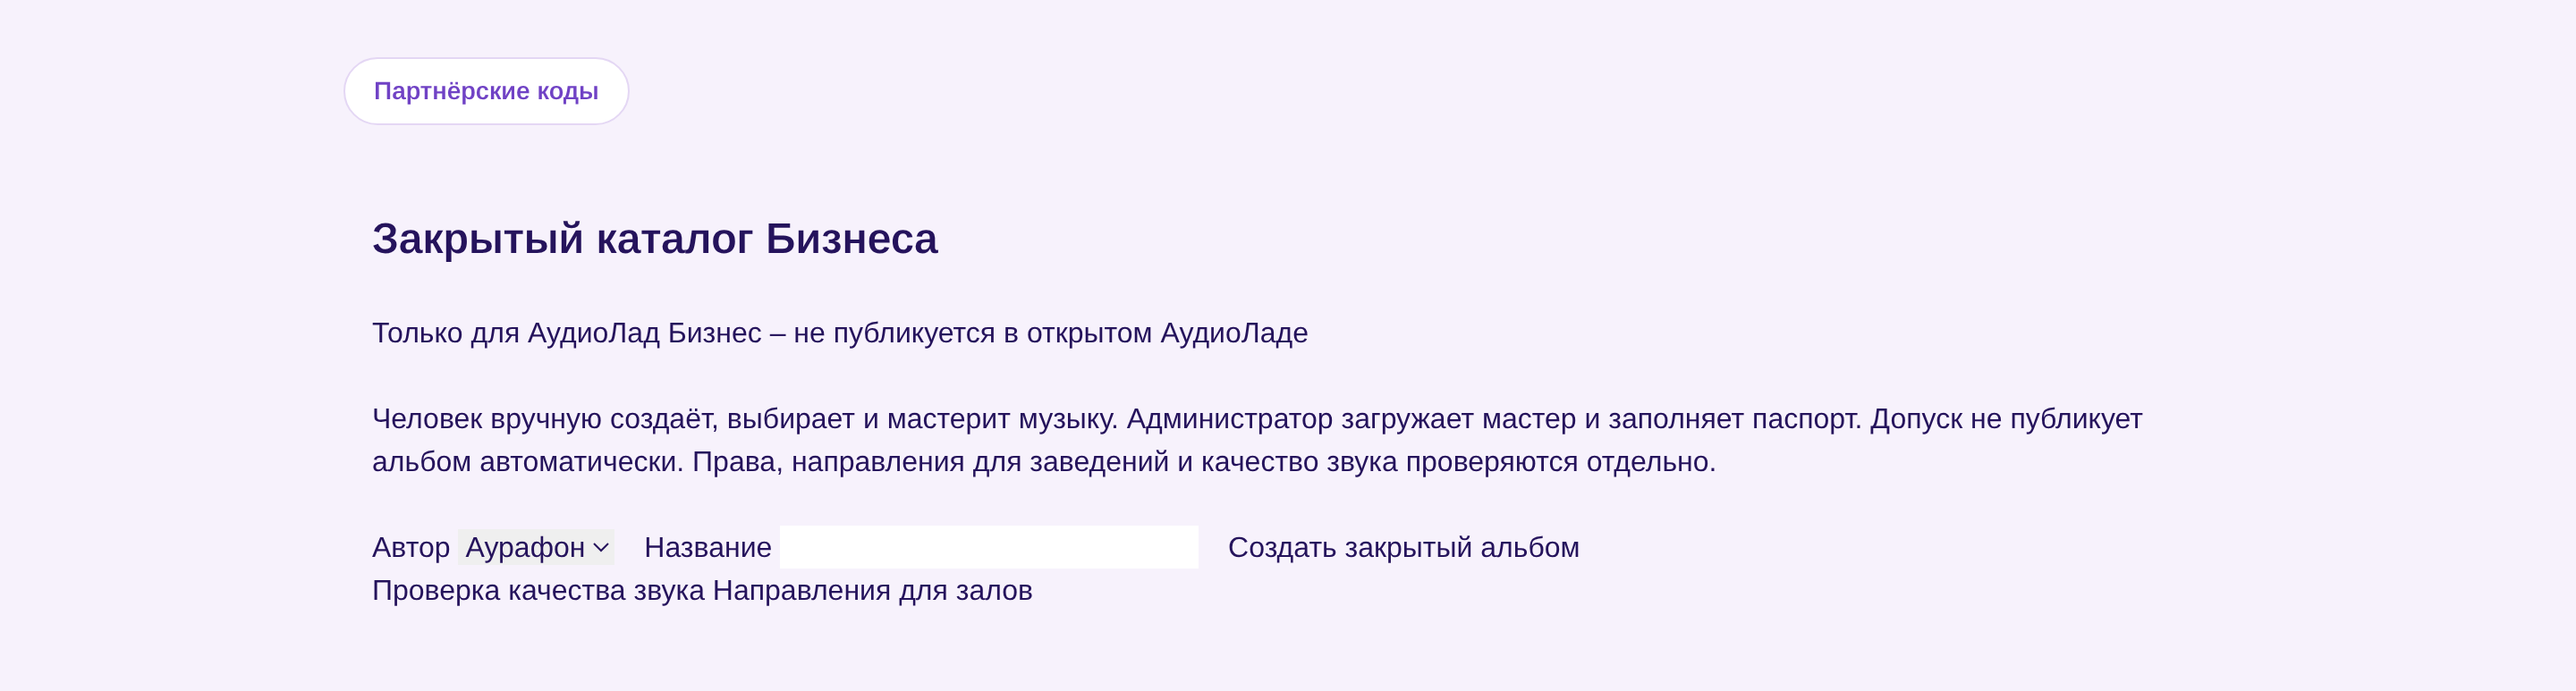 Партнёрские коды
Закрытый каталог Бизнеса
Только для АудиоЛад Бизнес – не публикуется в открытом АудиоЛаде
Человек вручную создаёт, выбирает и мастерит музыку. Администратор загружает мастер и заполняет паспорт. Допуск не публикует
альбом автоматически. Права, направления для заведений и качество звука проверяются отдельно.
Автор Аурафон Название Создать закрытый альбом
Проверка качества звука Направления для залов